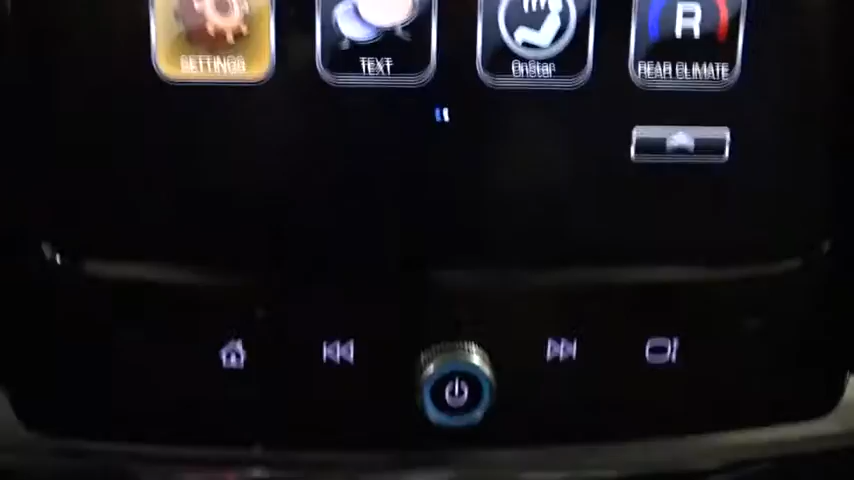 SETTINGS
TEXT
OnStar
R
REAR CLIMATE